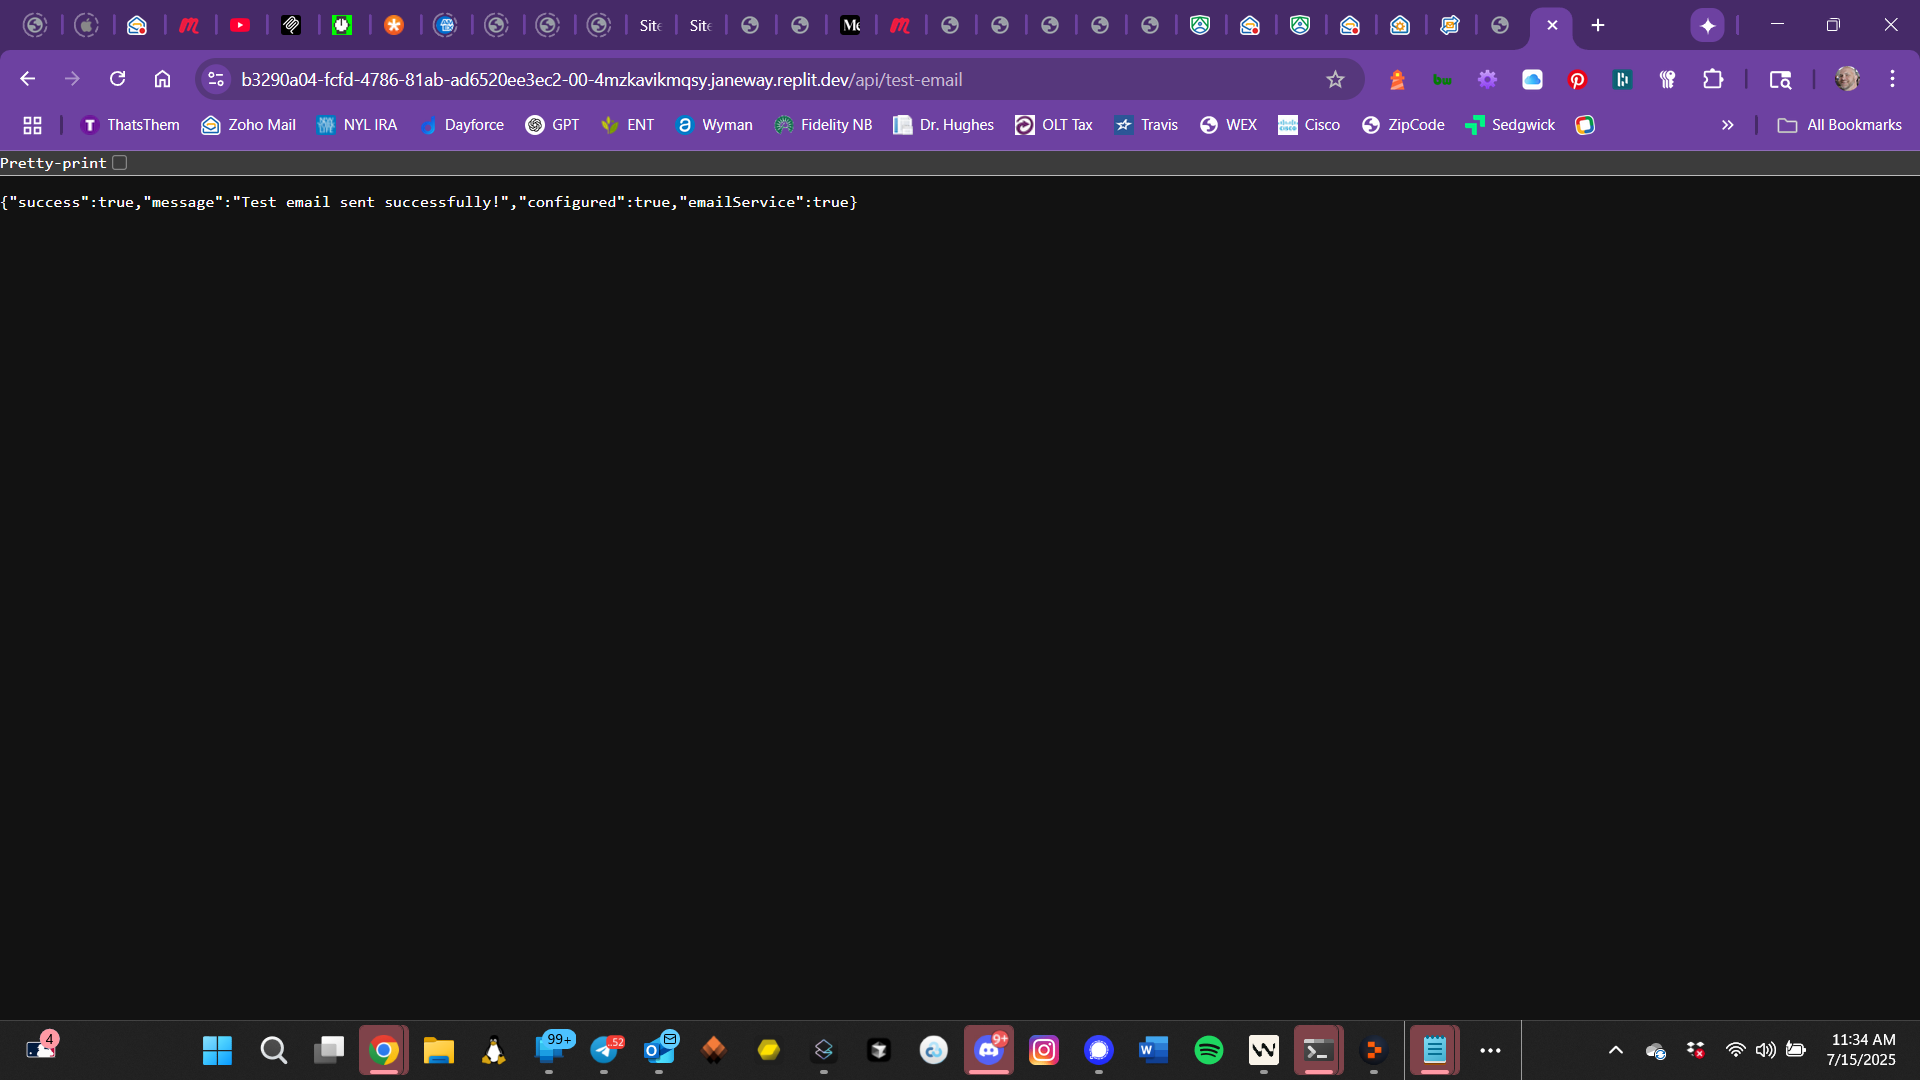 Site
Site
Me
b3290a04-fcfd-4786-81ab-ad6520ee3ec2-00-4mzkavikmqsy.janeway.replit.dev/api/test-email
bw
ThatsThem
Zoho Mail
NYL IRA
Dayforce
GPT
ENT
Wyman
Fidelity NB
Dr. Hughes
OLT Tax
Travis
WEX
Cisco
ZipCode
Sedgwick
All Bookmarks
Pretty-print
{"success":true,"message":"Test email sent successfully!","configured":true,"emailService":true}
4
99+
..52
9+
11:34 AM
7/15/2025